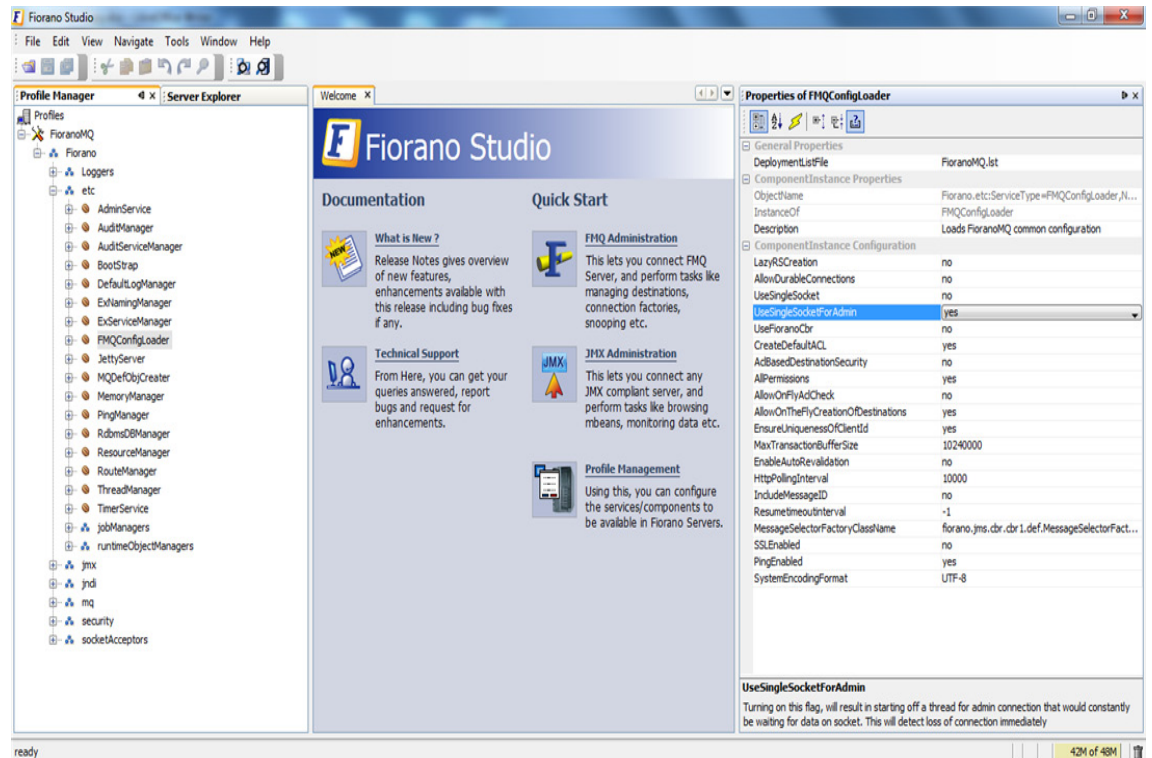 Fiorano Studio
File Edit View Navigate Tools Window Help
Profile Manager
Server Explorer
Profiles
FioranoMQ
Fiorano
Loggers
etc
AdminService
AuditManager
AuditServiceManager
BootStrap
DefaultLogManager
ExNamingManager
ExServiceManager
FMQConfigLoader
JettyServer
MQDefObjCreater
MemoryManager
PingManager
RdbmsDBManager
ResourceManager
RouteManager
ThreadManager
TimerService
jobManagers
runtimeObjectManagers
jmx
jndi
mq
security
socketAcceptors
Welcome
Fiorano Studio
Documentation
What is New ?
Release Notes gives overview
of new features,
enhancements available with
this release including bug fixes
if any.
Technical Support
From Here, you can get your
queries answered, report
bugs and request for
enhancements.
Quick Start
FMQ Administration
This lets you connect FMQ
Server, and perform tasks like
managing destinations,
connection factories,
snooping etc.
JMX
JMX Administration
This lets you connect any
JMX compliant server, and
perform tasks like browsing
mbeans, monitoring data etc.
Profile Management
Using this, you can configure
the services/components to
be available in Fiorano Servers.
Properties of FMQConfigLoader
General Properties
DeploymentListFile FioranoMQ.lst
ComponentInstance Properties
ObjectName Fiorano.etc:ServiceType=FMQConfigLoader,N...
InstanceOf FMQConfigLoader
Description Loads FioranoMQ common configuration
ComponentInstance Configuration
LazyRSCreation no
AllowDurableConnections no
UseSingleSocket no
UseSingleSocketForAdmin yes
UseFioranoCbr no
CreateDefaultACL yes
AclBasedDestinationSecurity no
AllPermissions yes
AllowOnFlyAclCheck no
AllowOnTheFlyCreationOfDestinations yes
EnsureUniquenessOfClientId yes
MaxTransactionBufferSize 10240000
EnableAutoRevalidation no
HttpPollingInterval 10000
IncludeMessageID no
Resumetimeoutinterval -1
MessageSelectorFactoryClassName fiorano.jms.cbr.cbr1.def.MessageSelectorFact...
SSLEnabled no
PingEnabled yes
SystemEncodingFormat UTF-8
UseSingleSocketForAdmin
Turning on this flag, will result in starting off a thread for admin connection that would constantly
be waiting for data on socket. This will detect loss of connection immediately
ready
42M of 48M